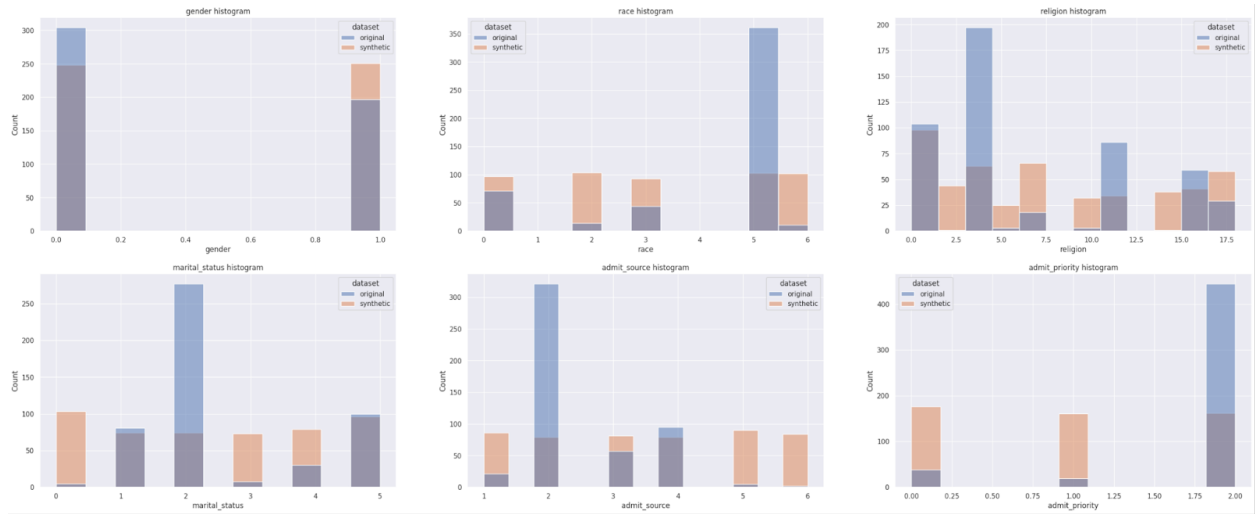 gender histogram
dataset
original
synthetic
Count
300
250
200
150
100
50
0
0.0 0.2 0.4 0.6 0.8 1.0
gender
race histogram
dataset
original
synthetic
Count
350
300
250
200
150
100
50
0
0 1 2 3 4 5 6
race
religion histogram
dataset
original
synthetic
Count
200
175
150
125
100
75
50
25
0
0.0 2.5 5.0 7.5 10.0 12.5 15.0 17.5
religion
marital_status histogram
dataset
original
synthetic
Count
250
200
150
100
50
0
0 1 2 3 4 5
marital_status
admit_source histogram
dataset
original
synthetic
Count
300
250
200
150
100
50
0
1 2 3 4 5 6
admit_source
admit_priority histogram
dataset
original
synthetic
Count
400
300
200
100
0
0.00 0.25 0.50 0.75 1.00 1.25 1.50 1.75 2.00
admit_priority